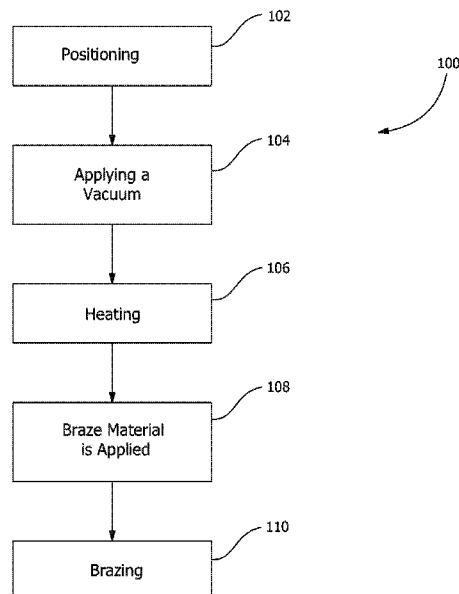 102
Positioning
100
104
Applying a
Vacuum
106
Heating
108
Braze Material
is Applied
110
Brazing